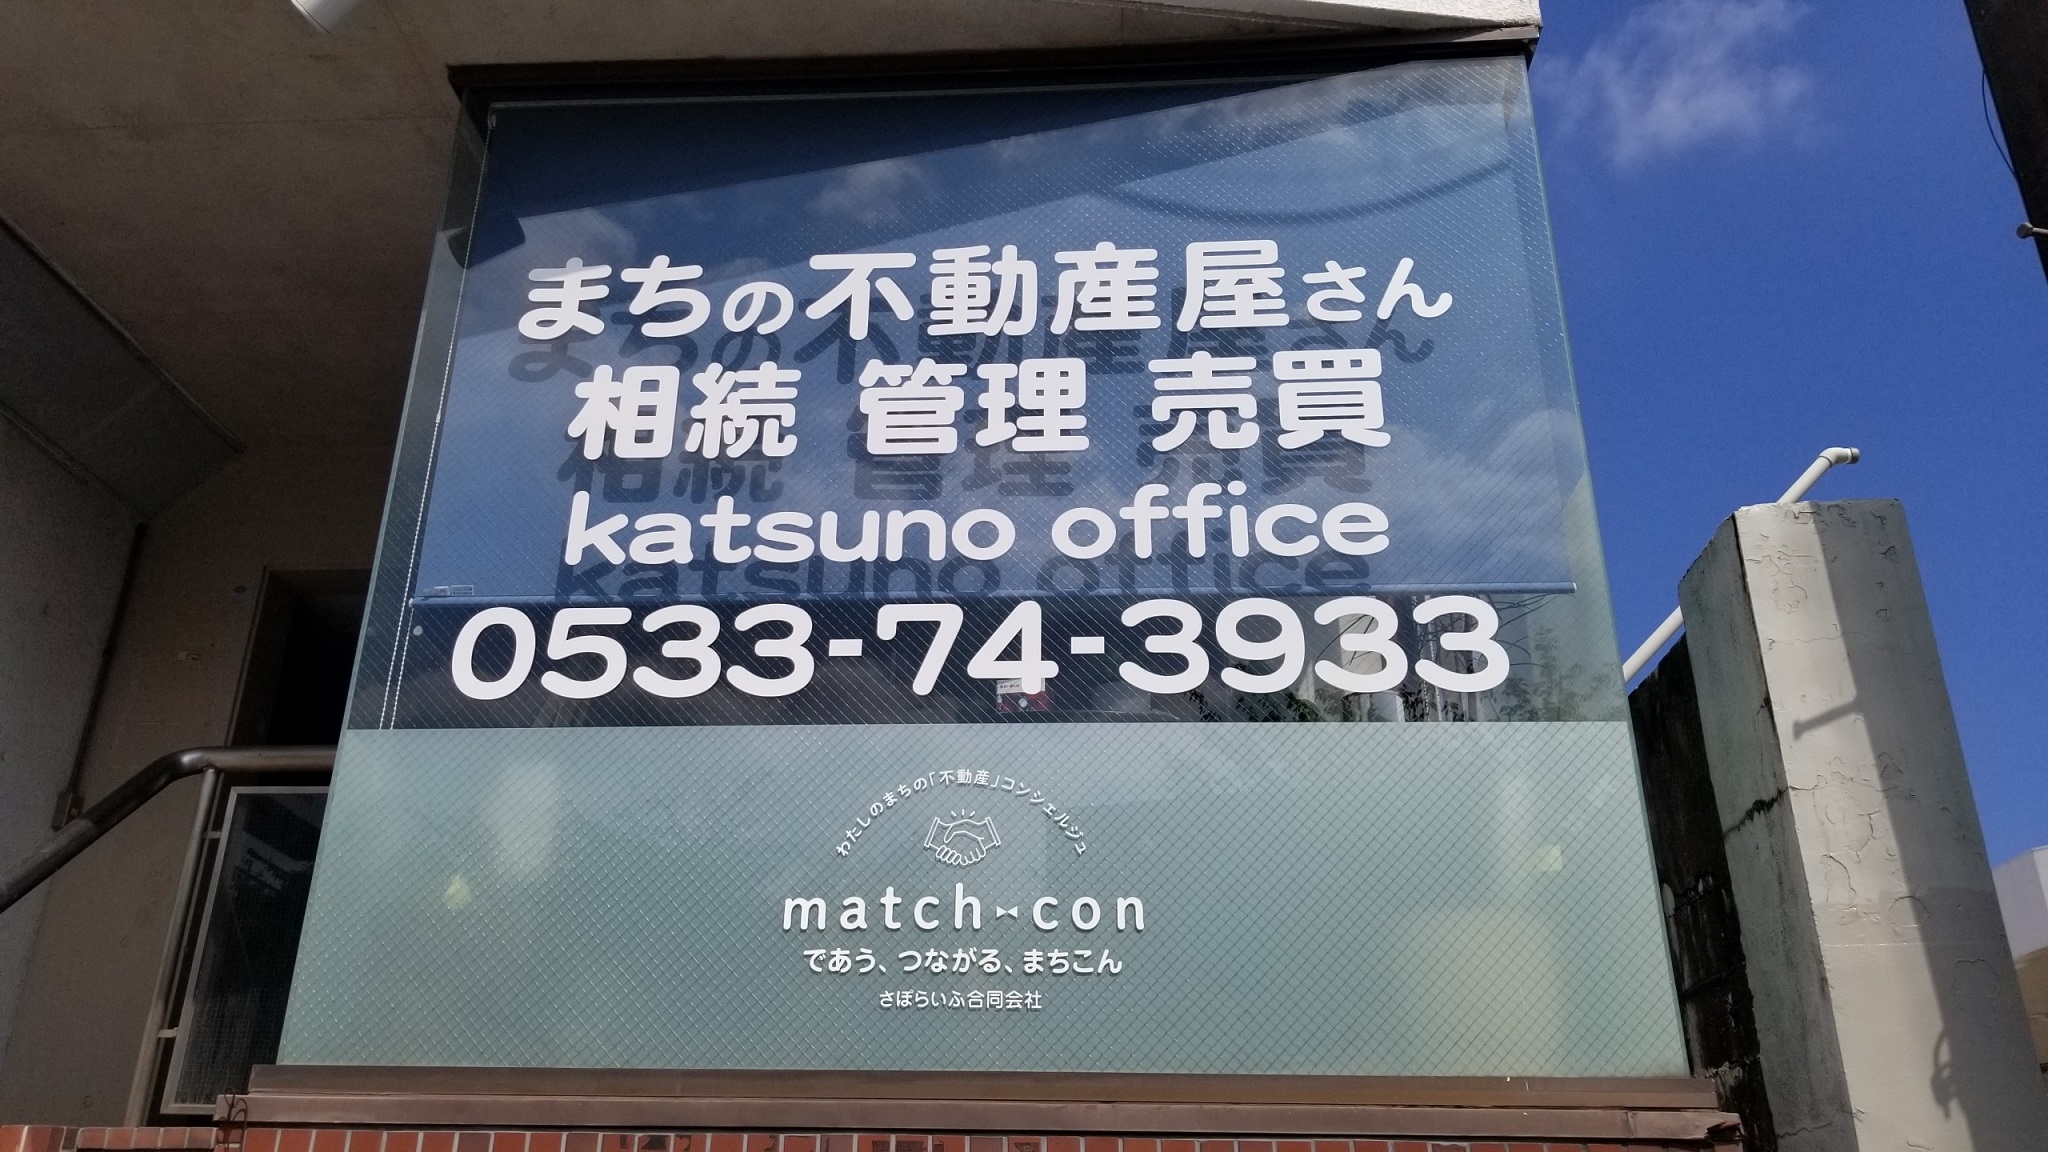 まちの不動産屋さん
相続 管理 売買
katsuno office
0533-74-3933
わたしのまちの「不動産」コンシェルジュ
match⋈con
であう、つながる、まちこん
さぽらいふ合同会社